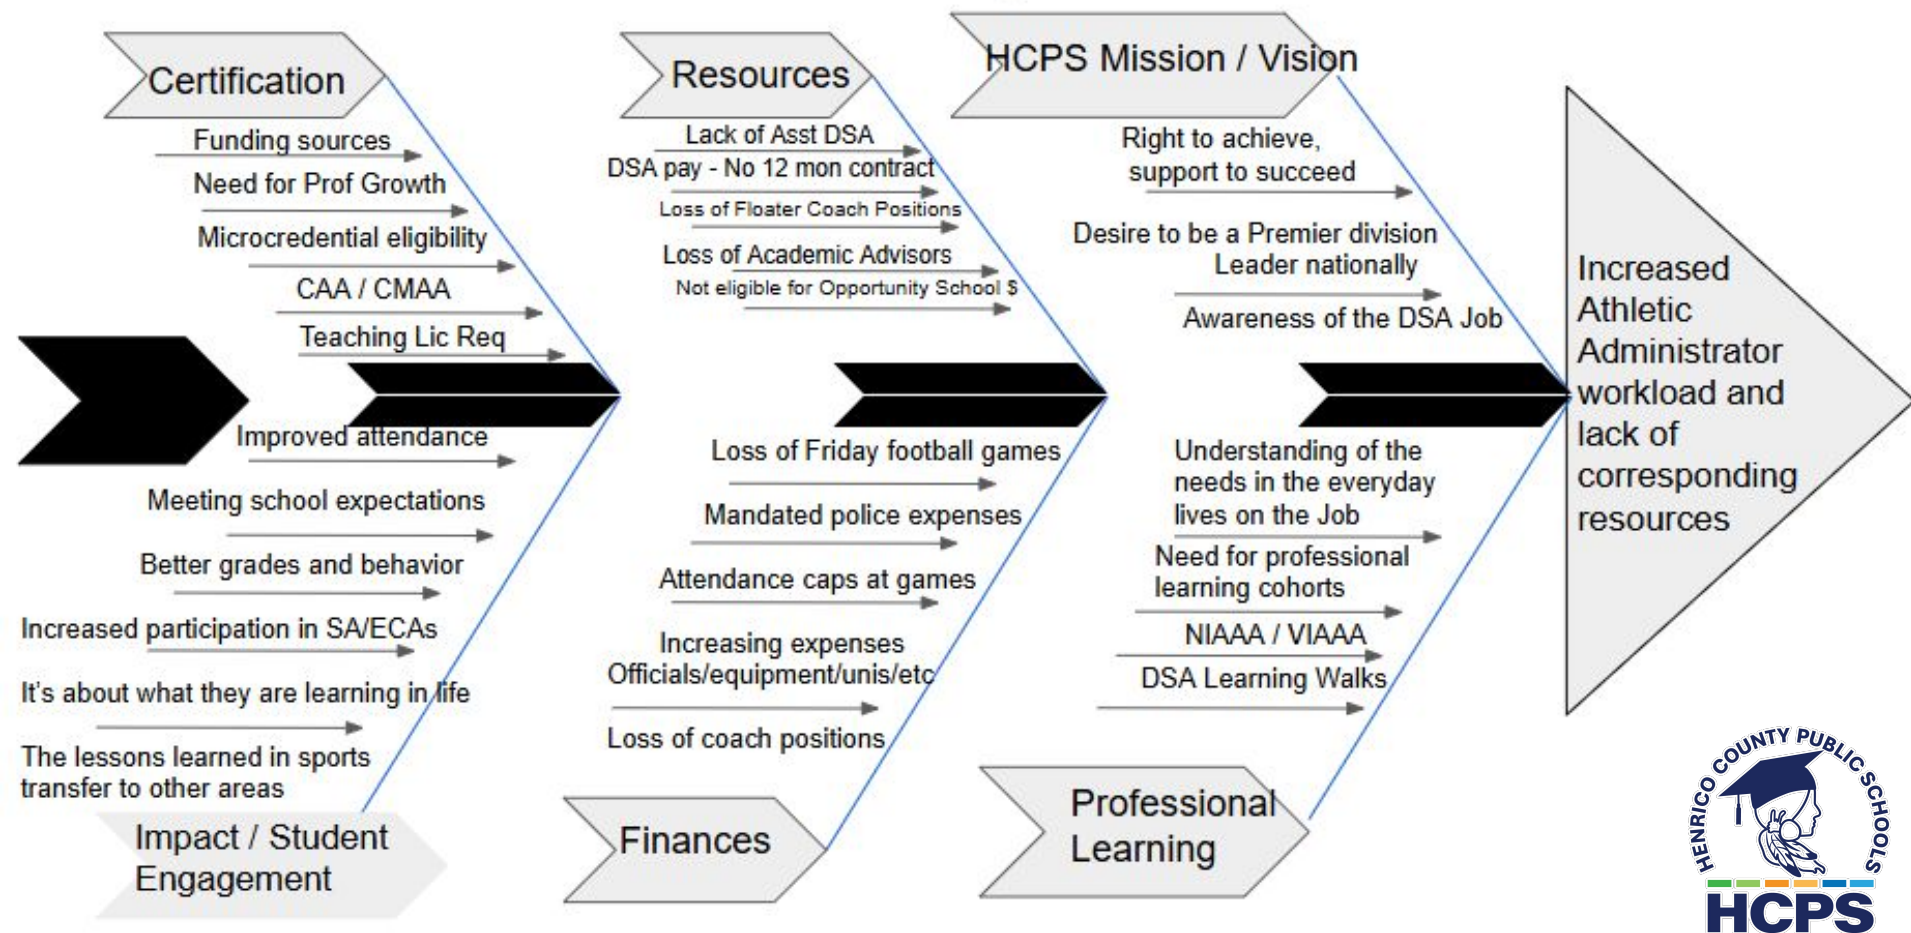 Certification
Funding sources
Need for Prof Growth
Microcredential eligibility
CAA / CMAA
Teaching Lic Req
Resources
Lack of Asst DSA
DSA pay - No 12 mon contract
Loss of Floater Coach Positions
Loss of Academic Advisors
Not eligible for Opportunity School $
HCPS Mission / Vision
Right to achieve,
support to succeed
Desire to be a Premier division
Leader nationally
Awareness of the DSA Job
Improved attendance
Meeting school expectations
Better grades and behavior
Increased participation in SA/ECAs
It's about what they are learning in life
The lessons learned in sports
transfer to other areas
Impact / Student
Engagement
Loss of Friday football games
Mandated police expenses
Attendance caps at games
Increasing expenses
Officials/equipment/unis/etc
Loss of coach positions
Finances
Understanding of the
needs in the everyday
lives on the Job
Need for professional
learning cohorts
NIAAA / VIAAA
DSA Learning Walks
Professional
Learning
Increased
Athletic
Administrator
workload and
lack of
corresponding
resources
HENRICO COUNTY PUBLIC SCHOOLS
HCPS